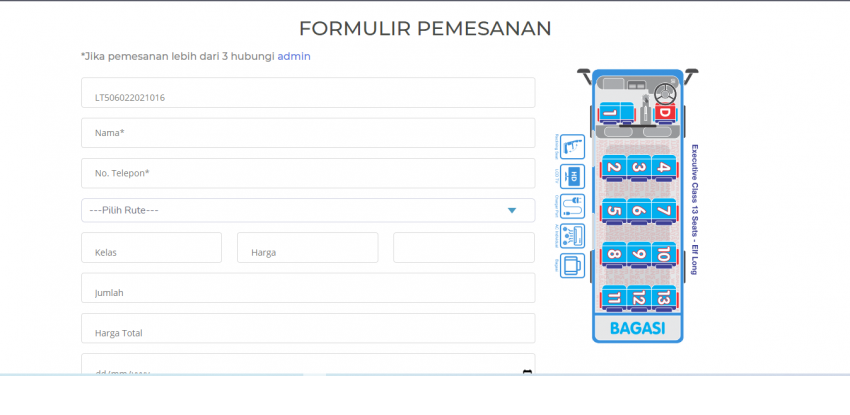 FORMULIR PEMESANAN
*Jika pemesanan lebih dari 3 hubungi admin
LT506022021016
Nama*
No. Telepon*
---Pilih Rute---
Kelas
Harga
Jumlah
Harga Total
dd/mm/yyyy
1
D
2 3 4
5 6 7
8 9 10
11 12 13
BAGASI
Reclining Seat
LCD TV
HD
Charger Port
AC Individual
Bagasi
Executive Class 13 Seats - Elf Long